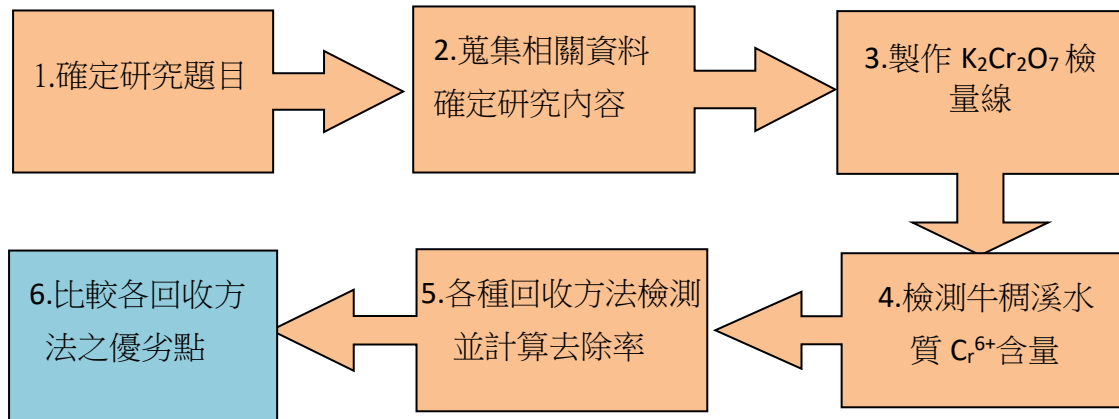 1.確定研究題目
2.蒐集相關資料
確定研究內容
3.製作 K₂Cr₂O₇ 檢
量線
4.檢測牛稠溪水
質 Cᵣ⁶⁺含量
5.各種回收方法檢測
並計算去除率
6.比較各回收方
法之優劣點